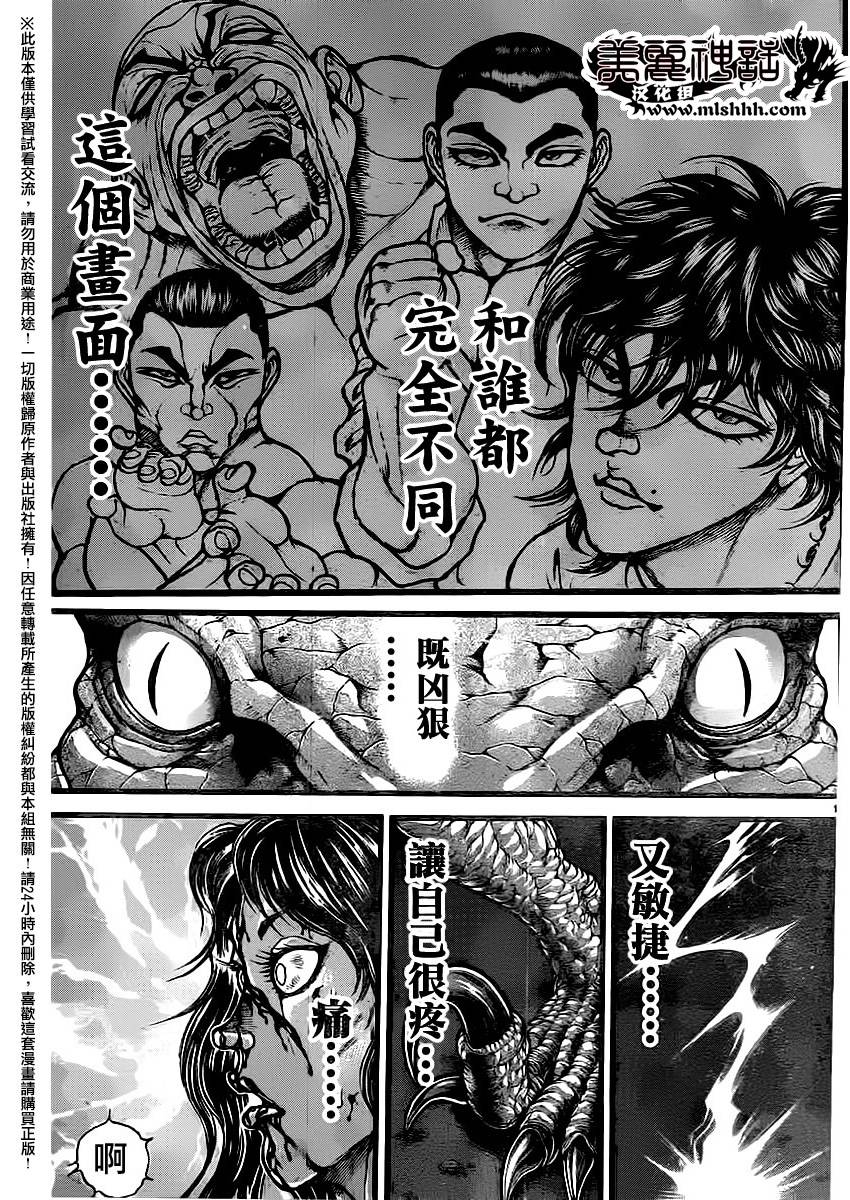 美麗神話
汉化组
www.mlshhh.com
和誰都
完全不同
這個畫面……
既凶狠
……
又敏捷……
讓自己很疼……
痛……
啊
1
※此版本僅供學習試看交流，請勿用於商業用途！一切版權歸原作者與出版社擁有！因任意轉載所產生的版權糾紛都與本組無關！請24小時內刪除，喜歡這套漫畫請購買正版！